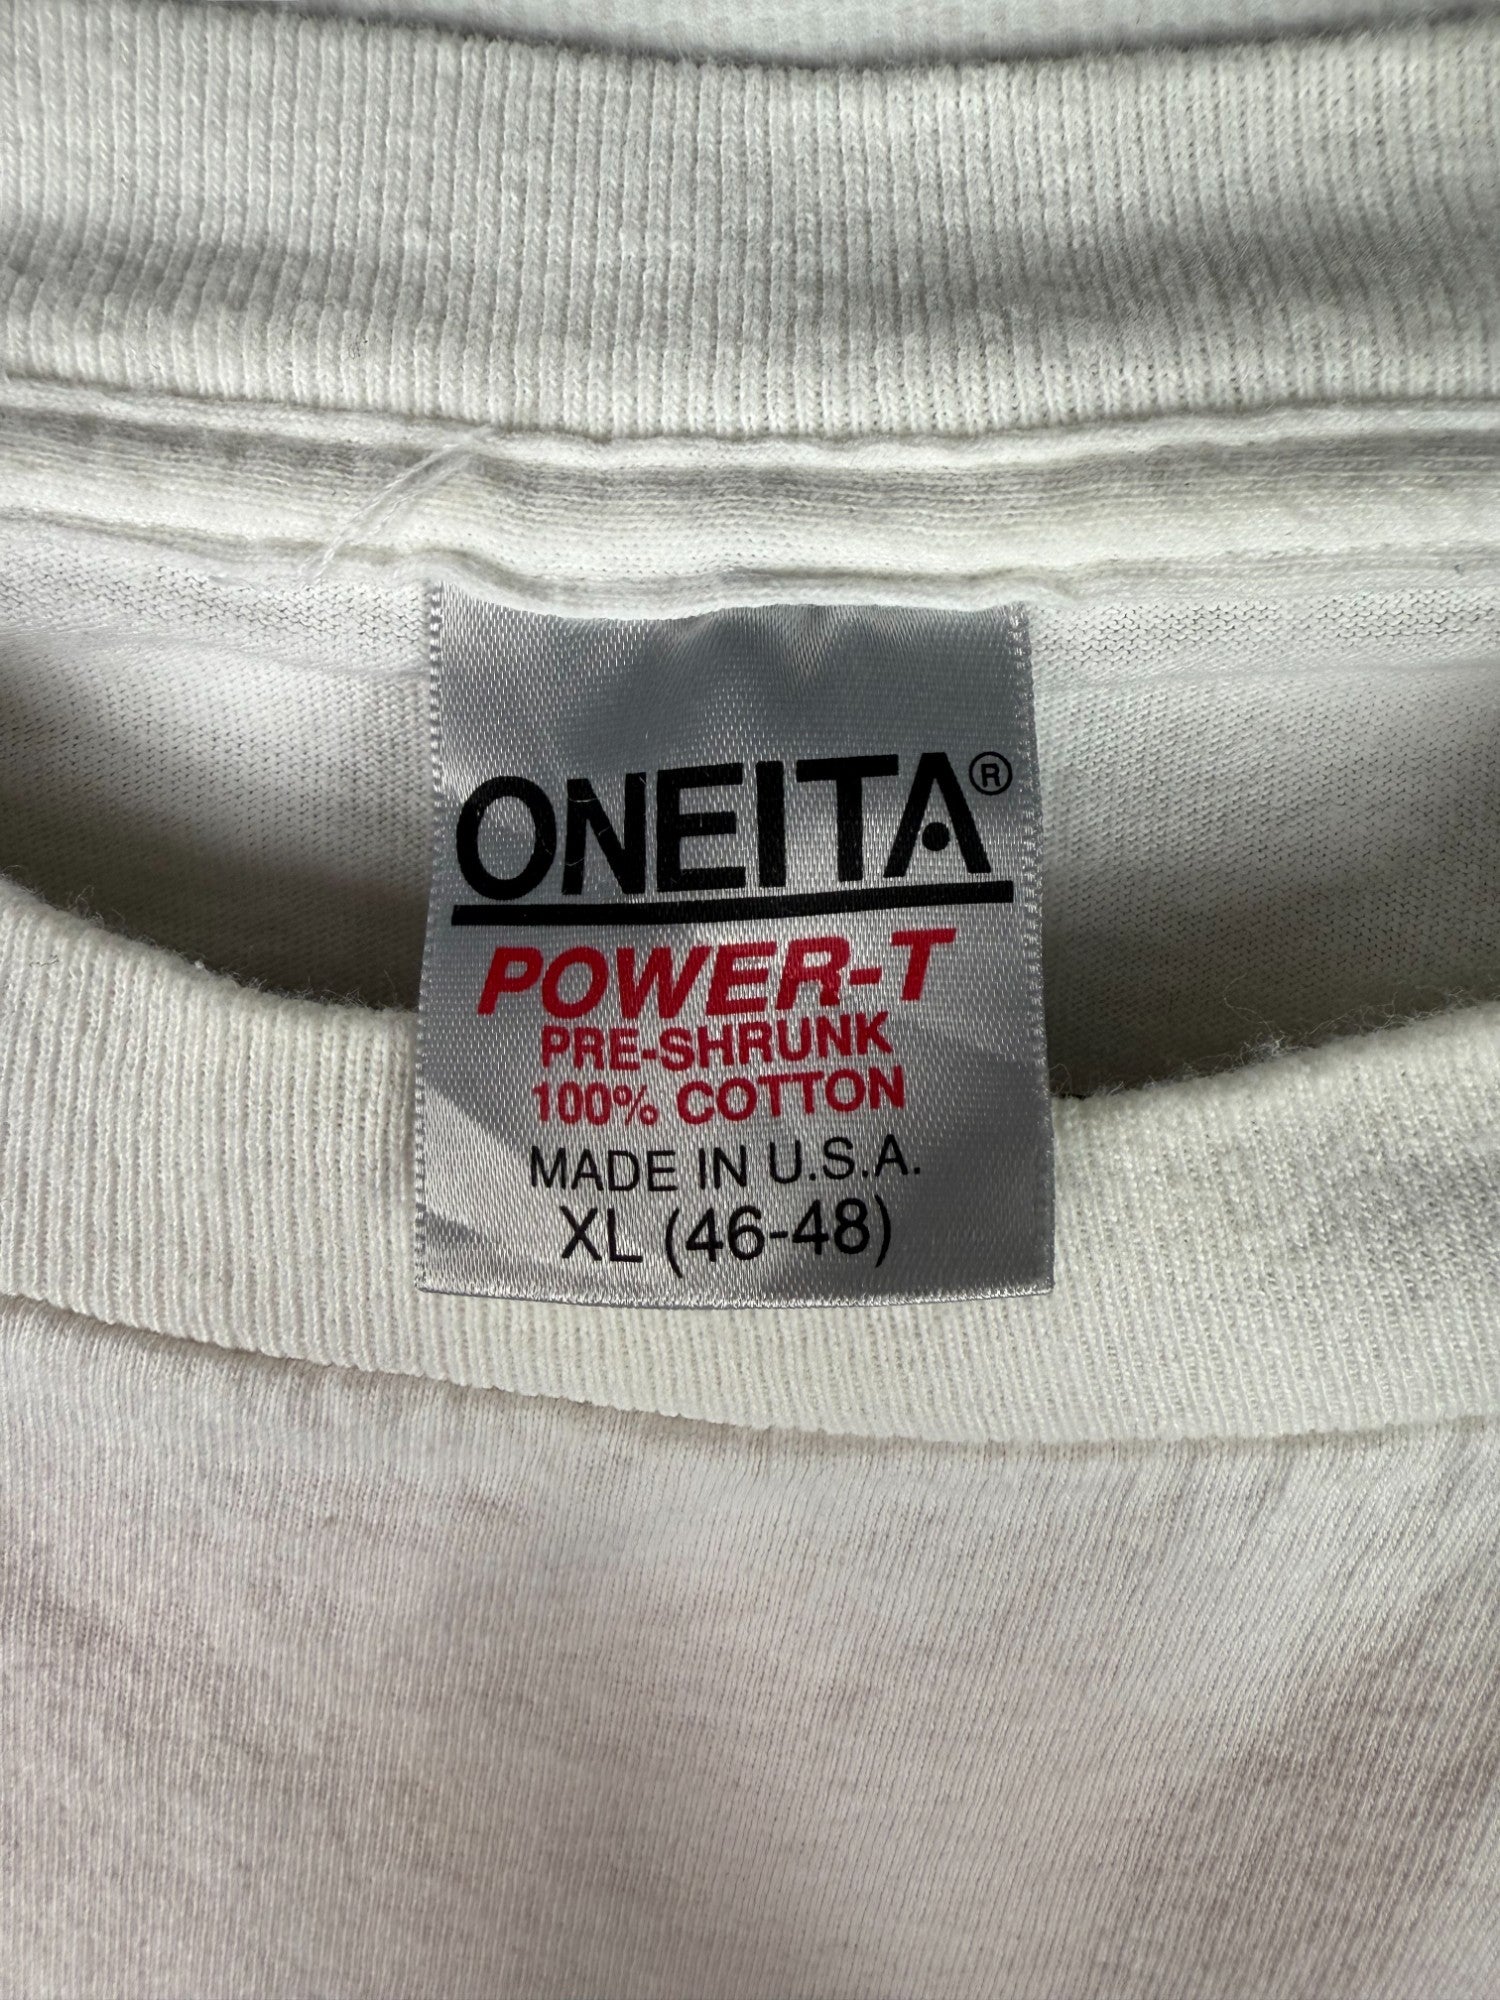 ONEITA®
POWER-T
PRE-SHRUNK
100% COTTON
MADE IN U.S.A.
XL (46-48)